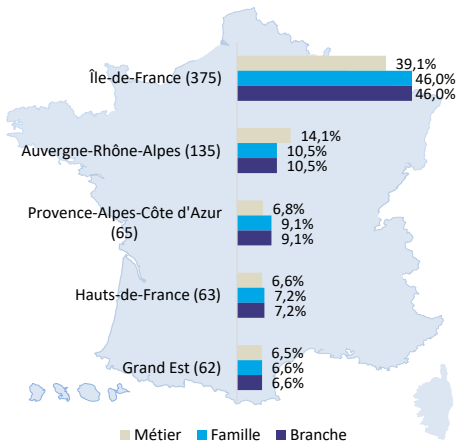 Île-de-France (375)
39,1%
46,0%
46,0%
Auvergne-Rhône-Alpes (135)
14,1%
10,5%
10,5%
Provence-Alpes-Côte d'Azur
(65)
6,8%
9,1%
9,1%
Hauts-de-France (63)
6,6%
7,2%
7,2%
Grand Est (62)
6,5%
6,6%
6,6%
Métier Famille Branche